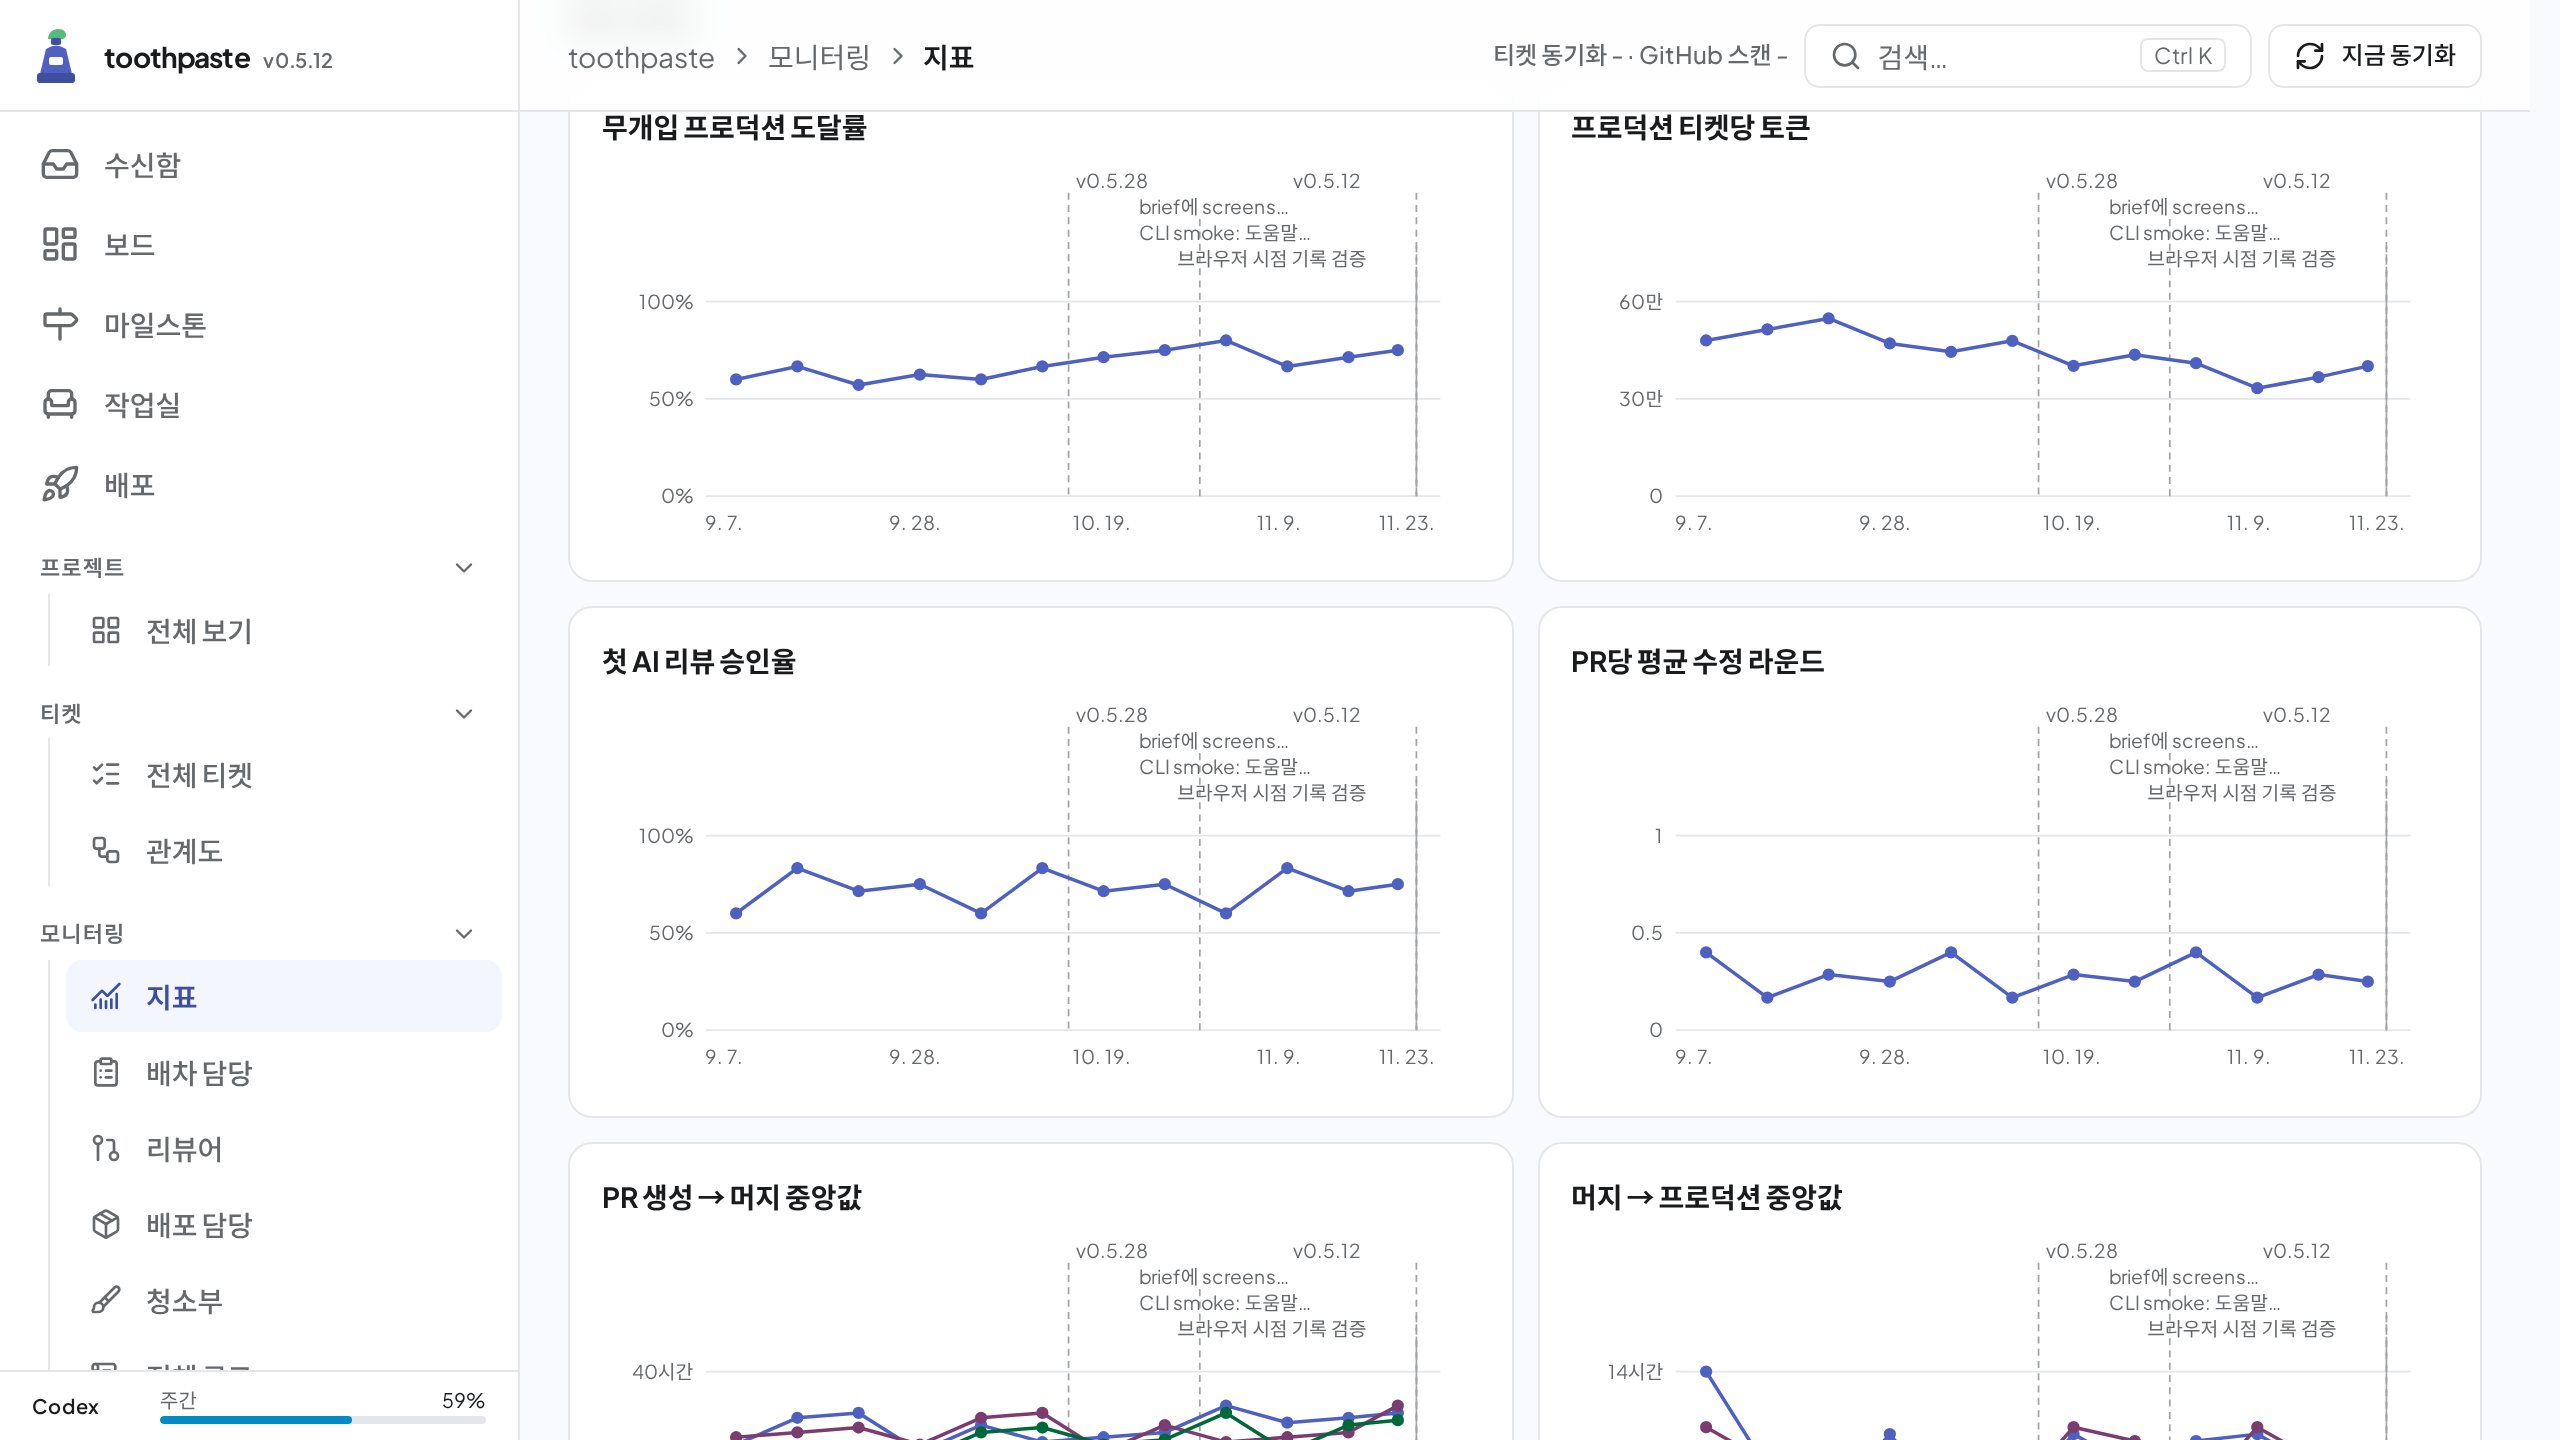 toothpaste v0.5.12
toothpaste > 모니터링 > 지표
티켓 동기화 - · GitHub 스캔 -
검색...
Ctrl K
지금 동기화
수신함
보드
마일스톤
작업실
배포
프로젝트
전체 보기
티켓
전체 티켓
관계도
모니터링
지표
배차 담당
리뷰어
배포 담당
청소부
Codex
주간
59%
무개입 프로덕션 도달률
v0.5.28
v0.5.12
brief에 screens...
CLI smoke: 도움말...
브라우저 시점 기록 검증
100%
50%
0%
9. 7.
9. 28.
10. 19.
11. 9.
11. 23.
프로덕션 티켓당 토큰
v0.5.28
v0.5.12
brief에 screens...
CLI smoke: 도움말...
브라우저 시점 기록 검증
60만
30만
0
9. 7.
9. 28.
10. 19.
11. 9.
11. 23.
첫 AI 리뷰 승인율
v0.5.28
v0.5.12
brief에 screens...
CLI smoke: 도움말...
브라우저 시점 기록 검증
100%
50%
0%
9. 7.
9. 28.
10. 19.
11. 9.
11. 23.
PR당 평균 수정 라운드
v0.5.28
v0.5.12
brief에 screens...
CLI smoke: 도움말...
브라우저 시점 기록 검증
1
0.5
0
9. 7.
9. 28.
10. 19.
11. 9.
11. 23.
PR 생성 → 머지 중앙값
v0.5.28
v0.5.12
brief에 screens...
CLI smoke: 도움말...
브라우저 시점 기록 검증
40시간
머지 → 프로덕션 중앙값
v0.5.28
v0.5.12
brief에 screens...
CLI smoke: 도움말...
브라우저 시점 기록 검증
14시간